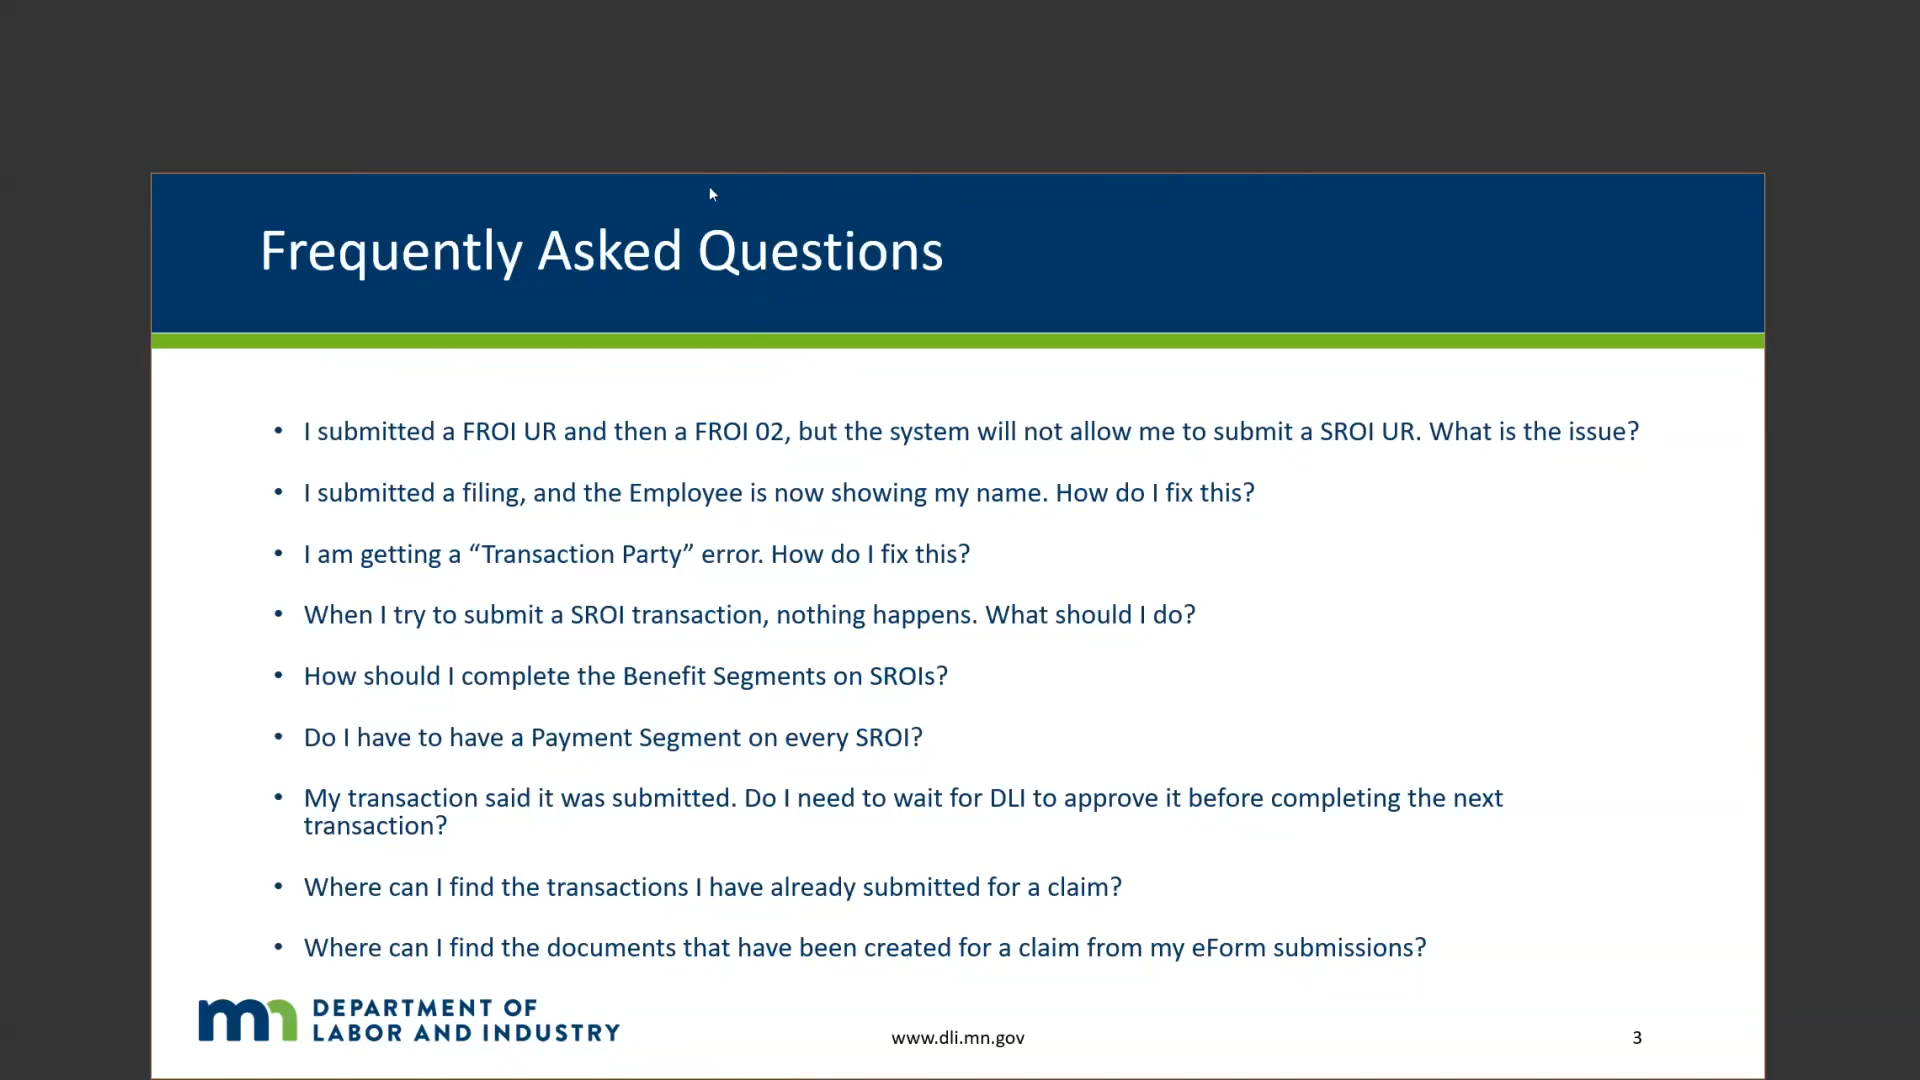 Frequently Asked Questions
• I submitted a FROI UR and then a FROI 02, but the system will not allow me to submit a SROI UR. What is the issue?
• I submitted a filing, and the Employee is now showing my name. How do I fix this?
• I am getting a “Transaction Party” error. How do I fix this?
• When I try to submit a SROI transaction, nothing happens. What should I do?
• How should I complete the Benefit Segments on SROIs?
• Do I have to have a Payment Segment on every SROI?
• My transaction said it was submitted. Do I need to wait for DLI to approve it before completing the next
transaction?
• Where can I find the transactions I have already submitted for a claim?
• Where can I find the documents that have been created for a claim from my eForm submissions?
mn DEPARTMENT OF
LABOR AND INDUSTRY
www.dli.mn.gov
3